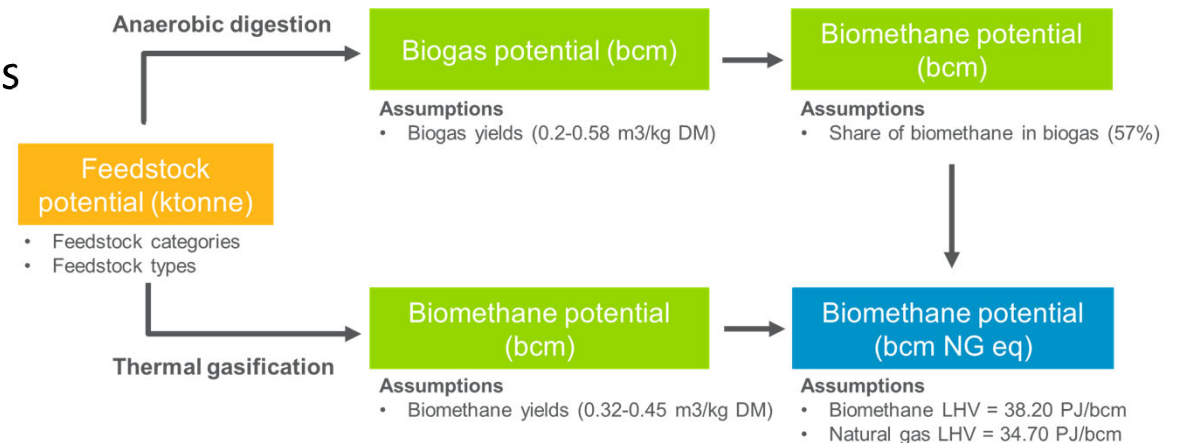 s
Anaerobic digestion
Biogas potential (bcm)
Assumptions
• Biogas yields (0.2-0.58 m3/kg DM)
Biomethane potential
(bcm)
Assumptions
• Share of biomethane in biogas (57%)
Feedstock
potential (ktonne)
• Feedstock categories
• Feedstock types
Thermal gasification
Biomethane potential
(bcm)
Assumptions
• Biomethane yields (0.32-0.45 m3/kg DM)
Biomethane potential
(bcm NG eq)
Assumptions
• Biomethane LHV = 38.20 PJ/bcm
• Natural gas LHV = 34.70 PJ/bcm